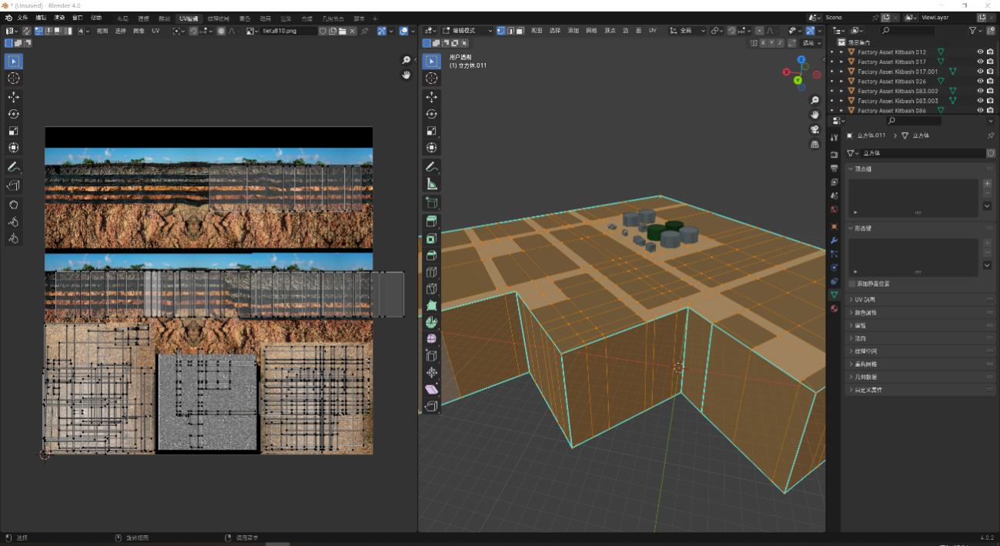 * (Unsaved) - Blender 4.0
文件 编辑 渲染 窗口 帮助 布局 建模 雕刻 UV编辑 纹理绘制 着色 动画 渲染 合成 几何节点 脚本 +
Scene
ViewLayer
视图 选择 图像 UV
tieta810.png
编辑模式
视图 选择 添加 网格 顶点 边 面 UV
全局
X Y Z
选项
用户透视
(1) 立方体.011
Z
X
Y
场景集合
Factory Asset Kitbash 012
Factory Asset Kitbash 017
Factory Asset Kitbash 017.001
Factory Asset Kitbash 026
Factory Asset Kitbash 083.002
Factory Asset Kitbash 083.003
Factory Asset Kitbash 086
立方体.011 > 立方体
立方体
顶点组
形态键
添加静置位置
UV 贴图
颜色属性
属性
法向
纹理空间
重构网格
几何数据
自定义属性
选择
旋转视图
调用菜单
4.0.2